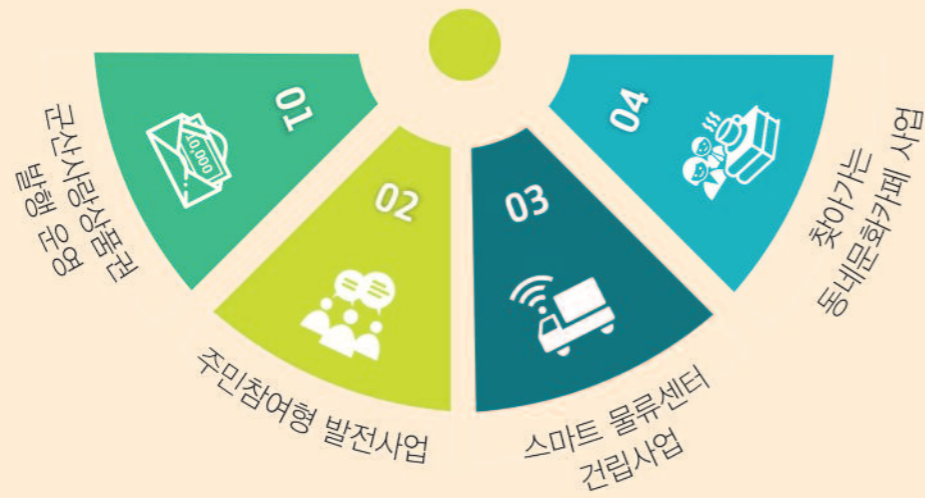 01
10,000
군산사랑상품권
발행 운영
02
주민참여형 발전사업
03
스마트 물류센터
건립사업
04
찾아가는
동네문화카페 사업